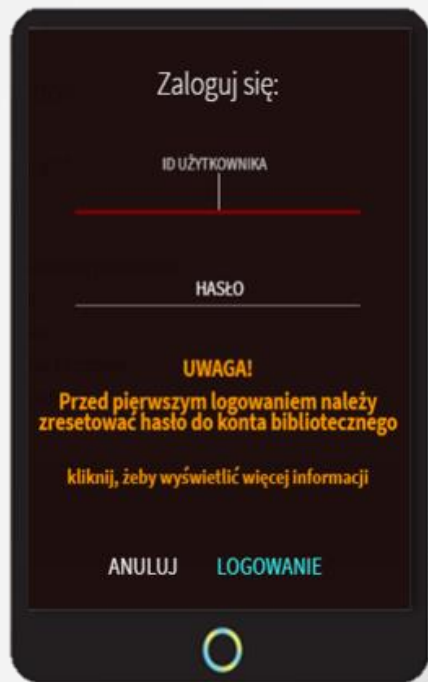 Zaloguj się:
ID UŻYTKOWNIKA
HASŁO
UWAGA!
Przed pierwszym logowaniem należy
zresetować hasło do konta bibliotecznego
kliknij, żeby wyświetlić więcej informacji
ANULUJ LOGOWANIE